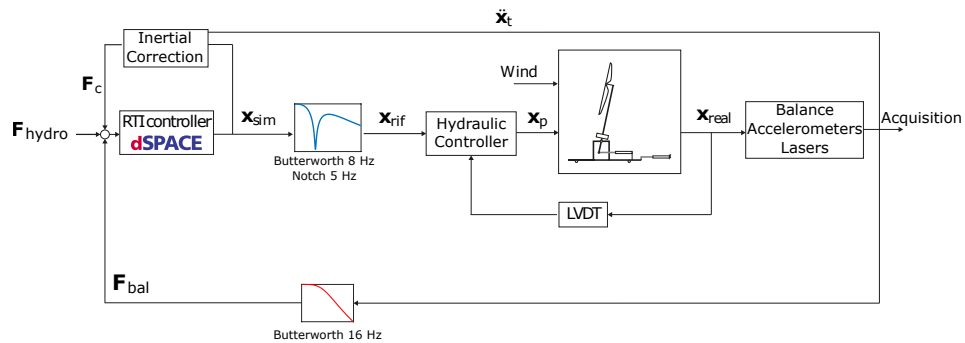 ẍt
Inertial
Correction
Fc
Wind
Fhydro
RTI controller
dSPACE
xsim
xrif
Hydraulic
Controller
xp
xreal
Balance
Accelerometers
Lasers
Acquisition
Butterworth 8 Hz
Notch 5 Hz
LVDT
Fbal
Butterworth 16 Hz